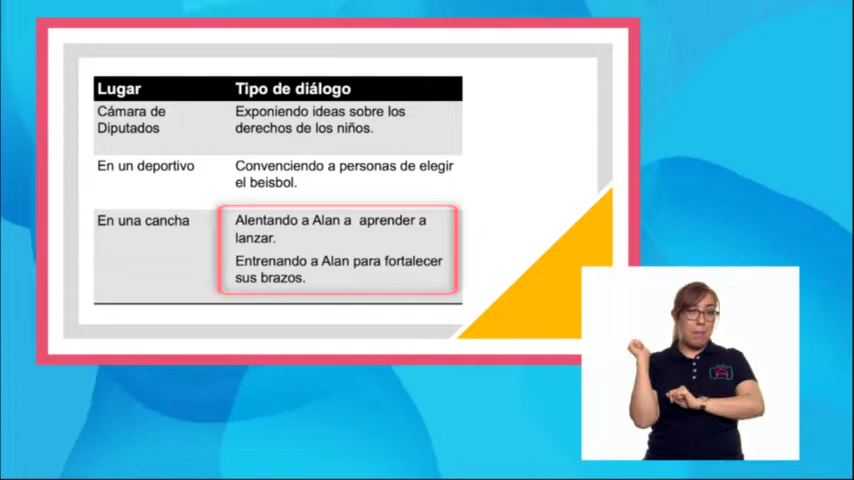 Lugar Tipo de diálogo
Cámara de Diputados Exponiendo ideas sobre los derechos de los niños.
En un deportivo Convenciendo a personas de elegir el beisbol.
En una cancha Alentando a Alan a aprender a lanzar.
Entrenando a Alan para fortalecer sus brazos.